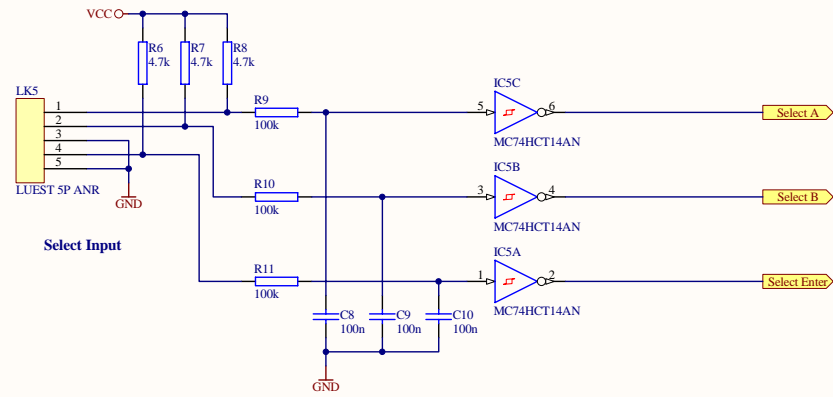 VCC
R6
4.7k
R7
4.7k
R8
4.7k
LK5
1
2
3
4
5
LUEST 5P ANR
GND
Select Input
R9
100k
R10
100k
R11
100k
C8
100n
C9
100n
C10
100n
GND
IC5C
5
6
MC74HCT14AN
IC5B
3
4
MC74HCT14AN
IC5A
1
2
MC74HCT14AN
Select A
Select B
Select Enter